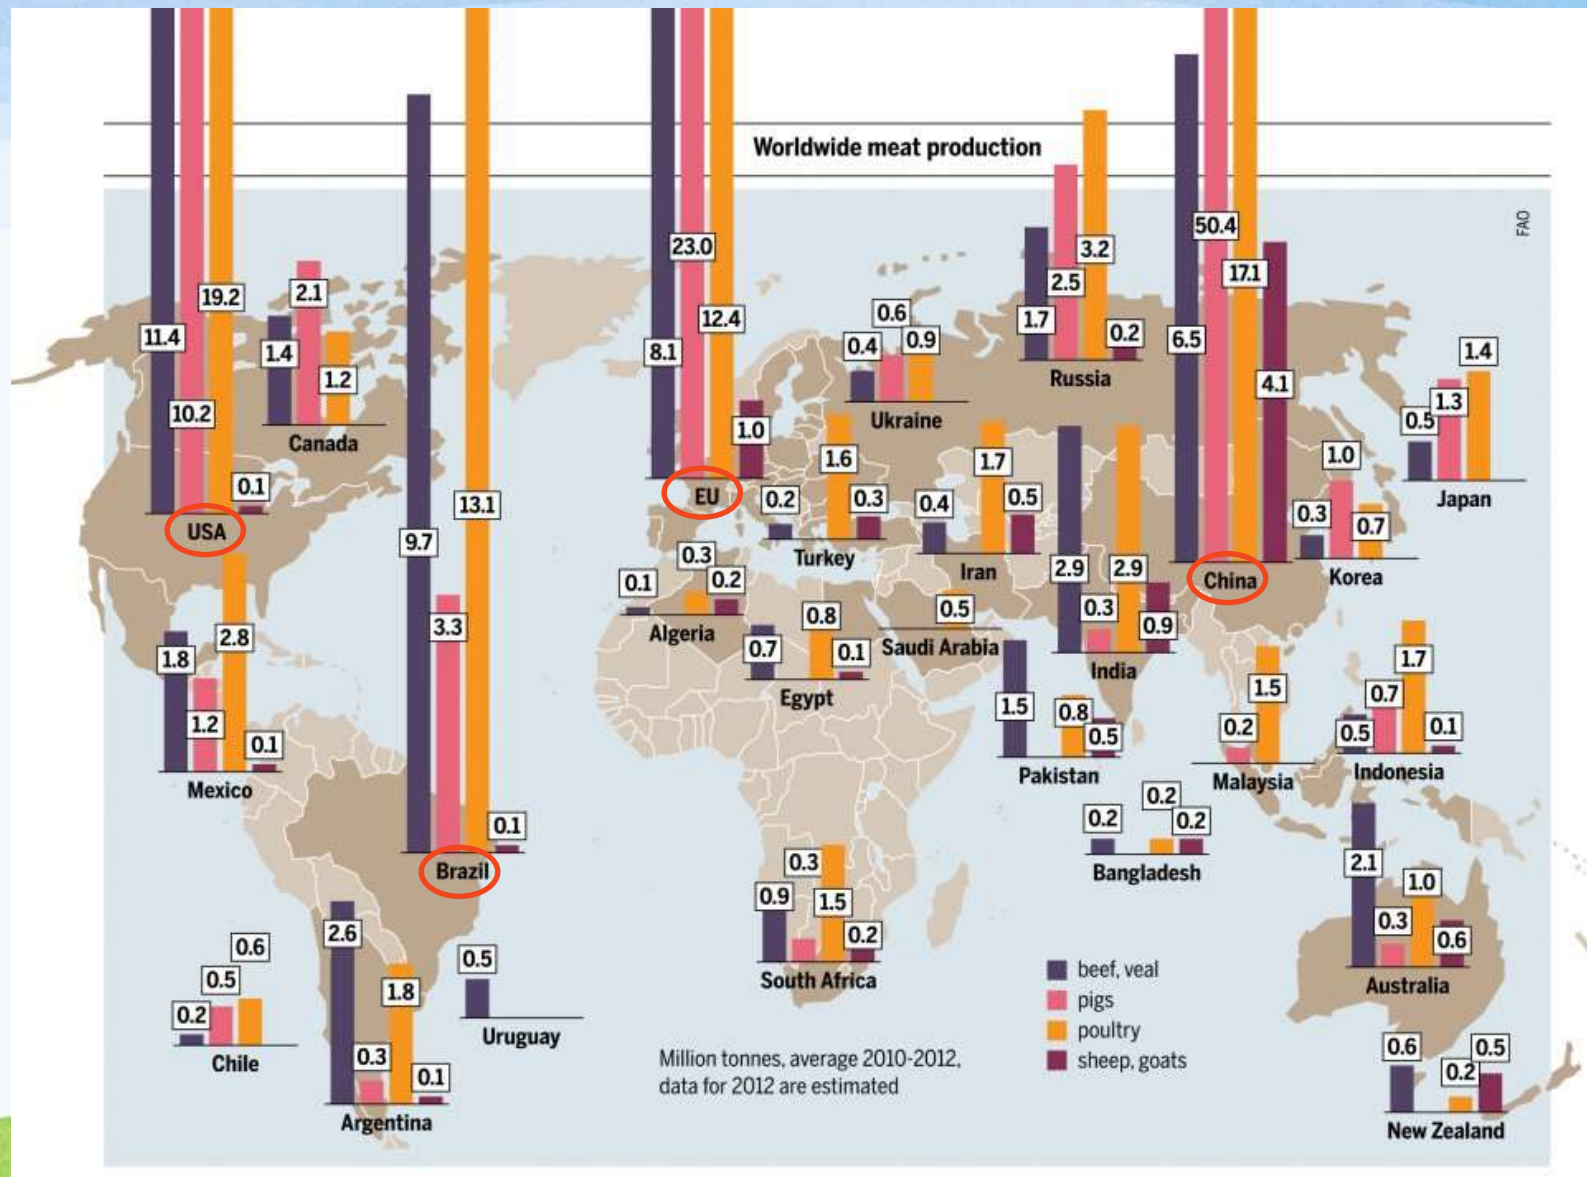 Worldwide meat production
FAO
11.4
10.2
19.2
0.1
USA
1.4
2.1
1.2
Canada
9.7
3.3
13.1
0.1
Brazil
8.1
23.0
12.4
1.0
EU
0.4
0.6
0.9
Ukraine
1.7
2.5
3.2
0.2
Russia
6.5
50.4
17.1
4.1
China
0.5
1.3
1.4
Japan
0.3
1.0
0.7
Korea
0.2
1.6
0.3
Turkey
0.4
1.7
0.5
Iran
2.9
0.3
2.9
0.9
India
0.1
0.3
0.2
Algeria
0.7
0.8
0.1
Egypt
0.5
Saudi Arabia
1.8
1.2
2.8
0.1
Mexico
1.5
0.8
0.5
Pakistan
0.2
1.5
Malaysia
0.5
0.7
1.7
0.1
Indonesia
0.2
0.2
0.2
Bangladesh
0.9
0.3
1.5
0.2
South Africa
2.1
0.3
1.0
0.6
Australia
0.2
0.5
0.6
Chile
2.6
0.3
1.8
0.1
Argentina
0.5
Uruguay
0.6
0.2
0.5
New Zealand
beef, veal
pigs
poultry
sheep, goats
Million tonnes, average 2010-2012,
data for 2012 are estimated